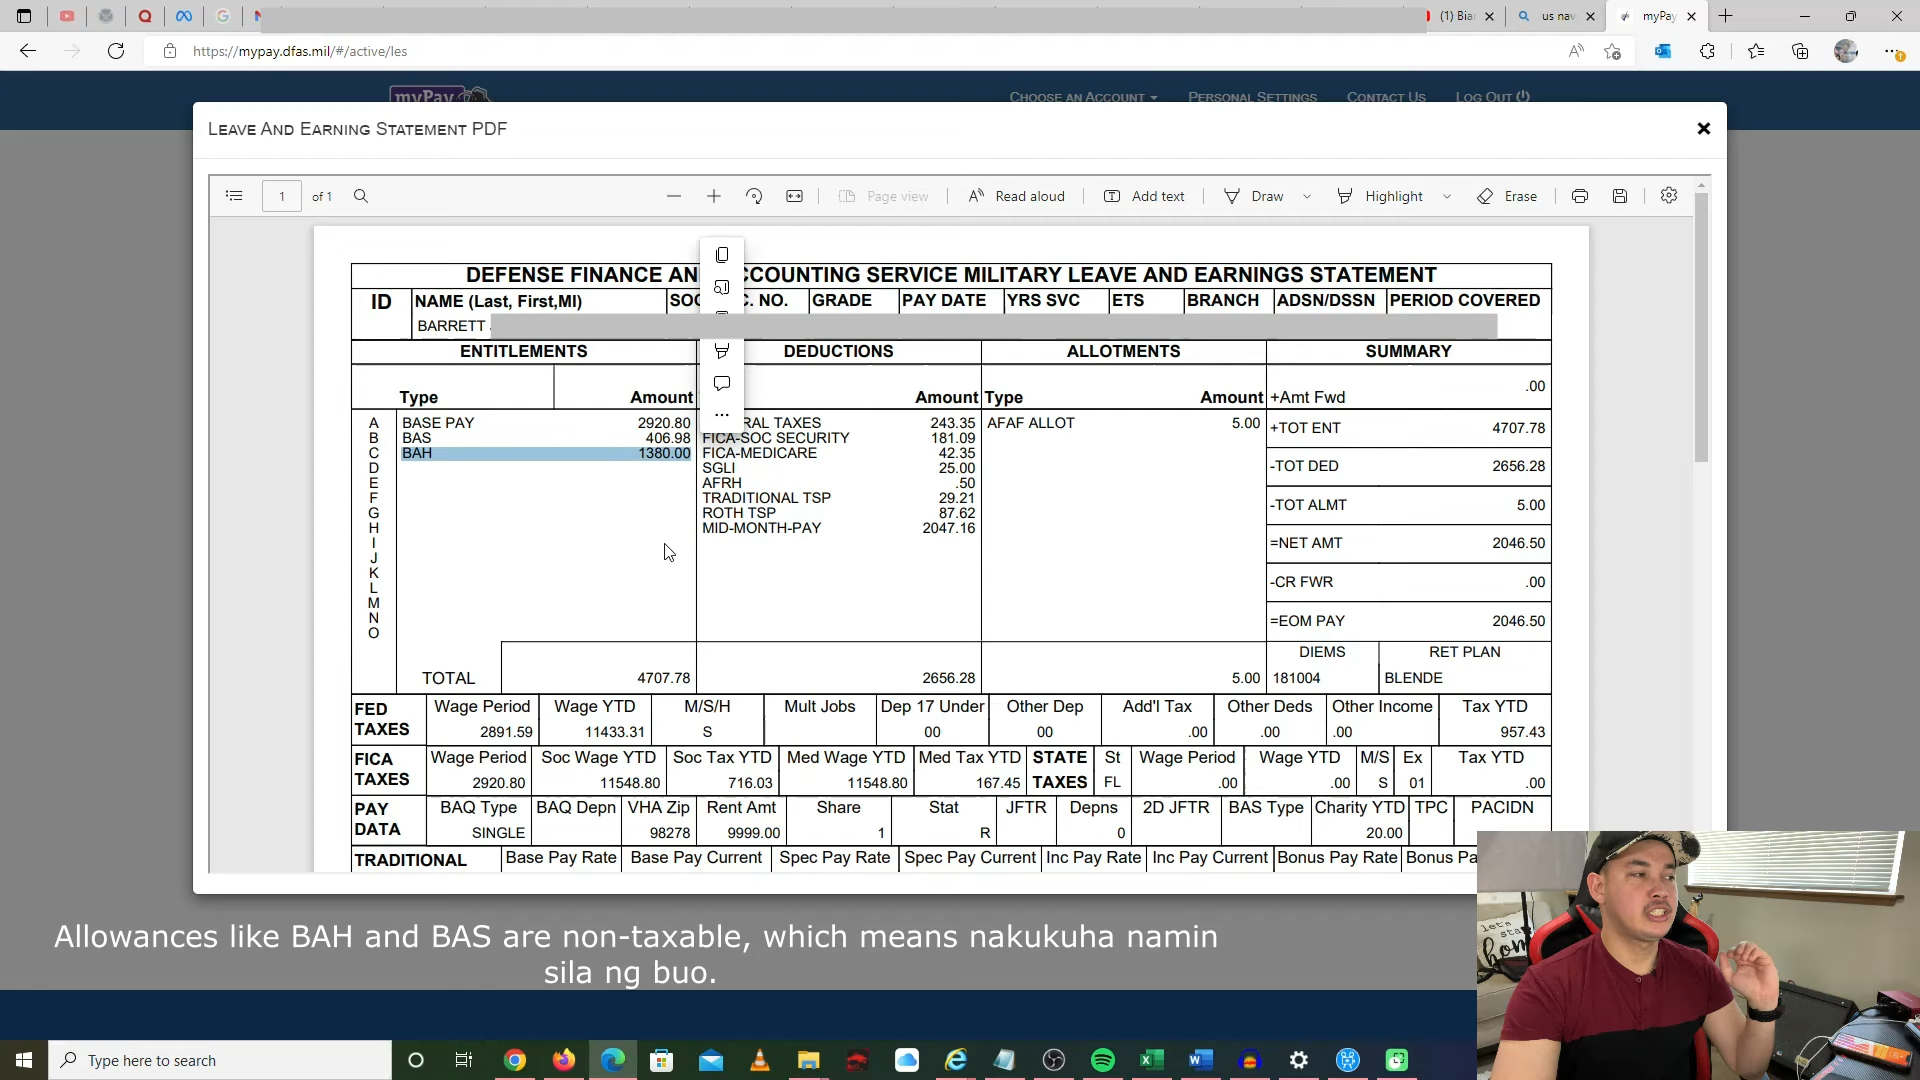 (1) Bia
us nav
myPay
https://mypay.dfas.mil/#/active/les
myPay
CHOOSE AN ACCOUNT
PERSONAL SETTINGS
CONTACT US
LOG OUT
LEAVE AND EARNING STATEMENT PDF
1 of 1
Page view
Read aloud
Add text
Draw
Highlight
Erase
DEFENSE FINANCE AN CCOUNTING SERVICE MILITARY LEAVE AND EARNINGS STATEMENT
ID NAME (Last, First,MI) SOC C. NO. GRADE PAY DATE YRS SVC ETS BRANCH ADSN/DSSN PERIOD COVERED
BARRETT
ENTITLEMENTS DEDUCTIONS ALLOTMENTS SUMMARY
Type Amount Amount Type Amount +Amt Fwd .00
A BASE PAY 2920.80 RAL TAXES 243.35 AFAF ALLOT 5.00 +TOT ENT 4707.78
B BAS 406.98 FICA-SOC SECURITY 181.09
C BAH 1380.00 FICA-MEDICARE 42.35
D SGLI 25.00 -TOT DED 2656.28
E AFRH .50
F TRADITIONAL TSP 29.21 -TOT ALMT 5.00
G ROTH TSP 87.62
H MID-MONTH-PAY 2047.16
I =NET AMT 2046.50
J
K -CR FWR .00
L
M
N =EOM PAY 2046.50
O
DIEMS RET PLAN
TOTAL 4707.78 2656.28 5.00 181004 BLENDE
FED TAXES Wage Period Wage YTD M/S/H Mult Jobs Dep 17 Under Other Dep Add'l Tax Other Deds Other Income Tax YTD
2891.59 11433.31 S 00 00 .00 .00 .00 957.43
FICA TAXES Wage Period Soc Wage YTD Soc Tax YTD Med Wage YTD Med Tax YTD STATE TAXES St Wage Period Wage YTD M/S Ex Tax YTD
2920.80 11548.80 716.03 11548.80 167.45 FL .00 .00 S 01 .00
PAY DATA BAQ Type BAQ Depn VHA Zip Rent Amt Share Stat JFTR Depns 2D JFTR BAS Type Charity YTD TPC PACIDN
SINGLE 98278 9999.00 1 R 0 20.00
TRADITIONAL Base Pay Rate Base Pay Current Spec Pay Rate Spec Pay Current Inc Pay Rate Inc Pay Current Bonus Pay Rate Bonus Pa
Allowances like BAH and BAS are non-taxable, which means nakukuha namin
sila ng buo.
let's
stay
home
Type here to search